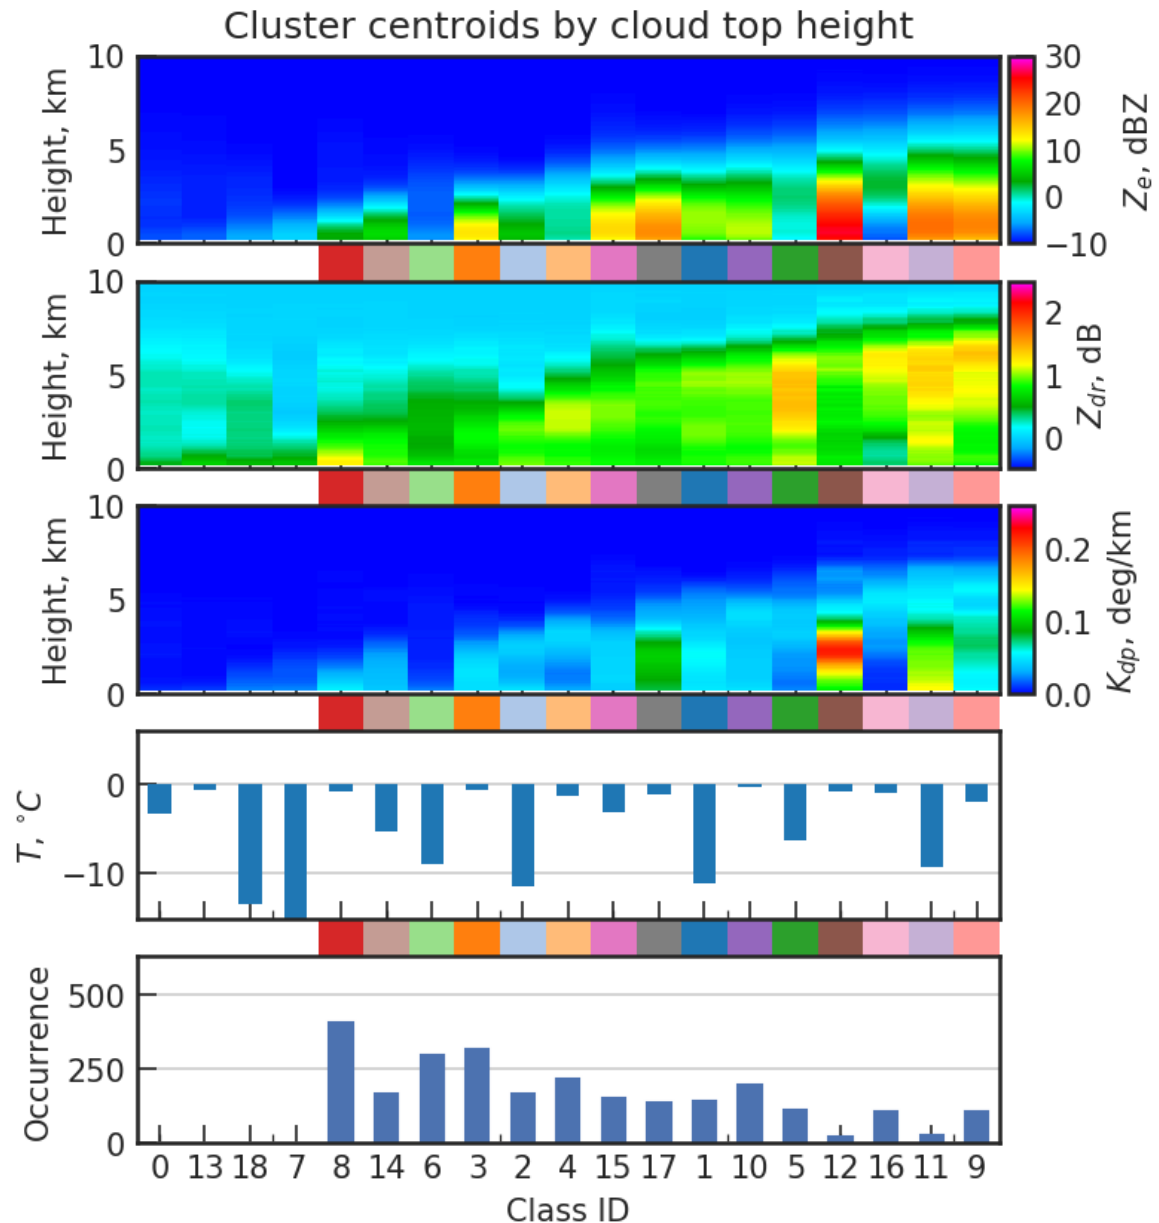 Cluster centroids by cloud top height
10
5
0
Height, km
30
20
10
0
−10
Z_e, dBZ
10
5
0
Height, km
2
1
0
Z_dr, dB
10
5
0
Height, km
0.2
0.1
0.0
K_dp, deg/km
0
−10
T, °C
500
250
0
Occurrence
0 13 18 7 8 14 6 3 2 4 15 17 1 10 5 12 16 11 9
Class ID